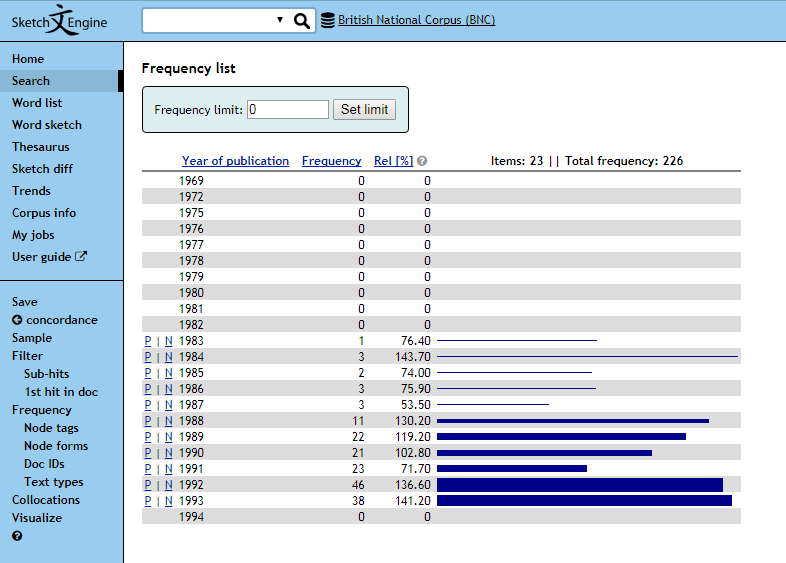 Sketch 文 Engine
British National Corpus (BNC)
Home
Search
Word list
Word sketch
Thesaurus
Sketch diff
Trends
Corpus info
My jobs
User guide
Save
concordance
Sample
Filter
Sub-hits
1st hit in doc
Frequency
Node tags
Node forms
Doc IDs
Text types
Collocations
Visualize
?
Frequency list
Frequency limit: 0 Set limit
Year of publication Frequency Rel [%] ? Items: 23 || Total frequency: 226
1969 0 0
1972 0 0
1975 0 0
1976 0 0
1977 0 0
1978 0 0
1979 0 0
1980 0 0
1981 0 0
1982 0 0
P | N 1983 1 76.40
P | N 1984 3 143.70
P | N 1985 2 74.00
P | N 1986 3 75.90
P | N 1987 3 53.50
P | N 1988 11 130.20
P | N 1989 22 119.20
P | N 1990 21 102.80
P | N 1991 23 71.70
P | N 1992 46 136.60
P | N 1993 38 141.20
1994 0 0